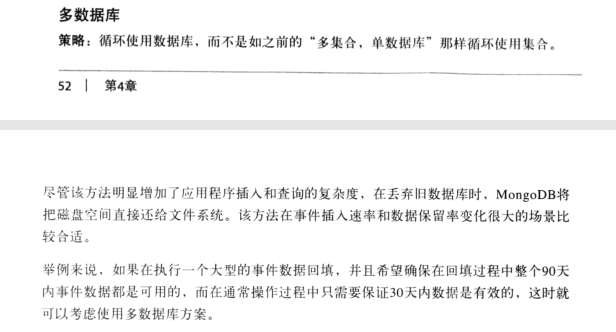 多数据库
策略：循环使用数据库，而不是如之前的“多集合，单数据库”那样循环使用集合。
52 | 第4章
尽管该方法明显增加了应用程序插入和查询的复杂度，在丢弃旧数据库时，MongoDB将
把磁盘空间直接还给文件系统。该方法在事件插入速率和数据保留率变化很大的场景比
较合适。
举例来说，如果在执行一个大型的事件数据回填，并且希望确保在回填过程中整个90天
内事件数据都是可用的，而在通常操作过程中只需要保证30天内数据是有效的，这时就
可以考虑使用多数据库方案。